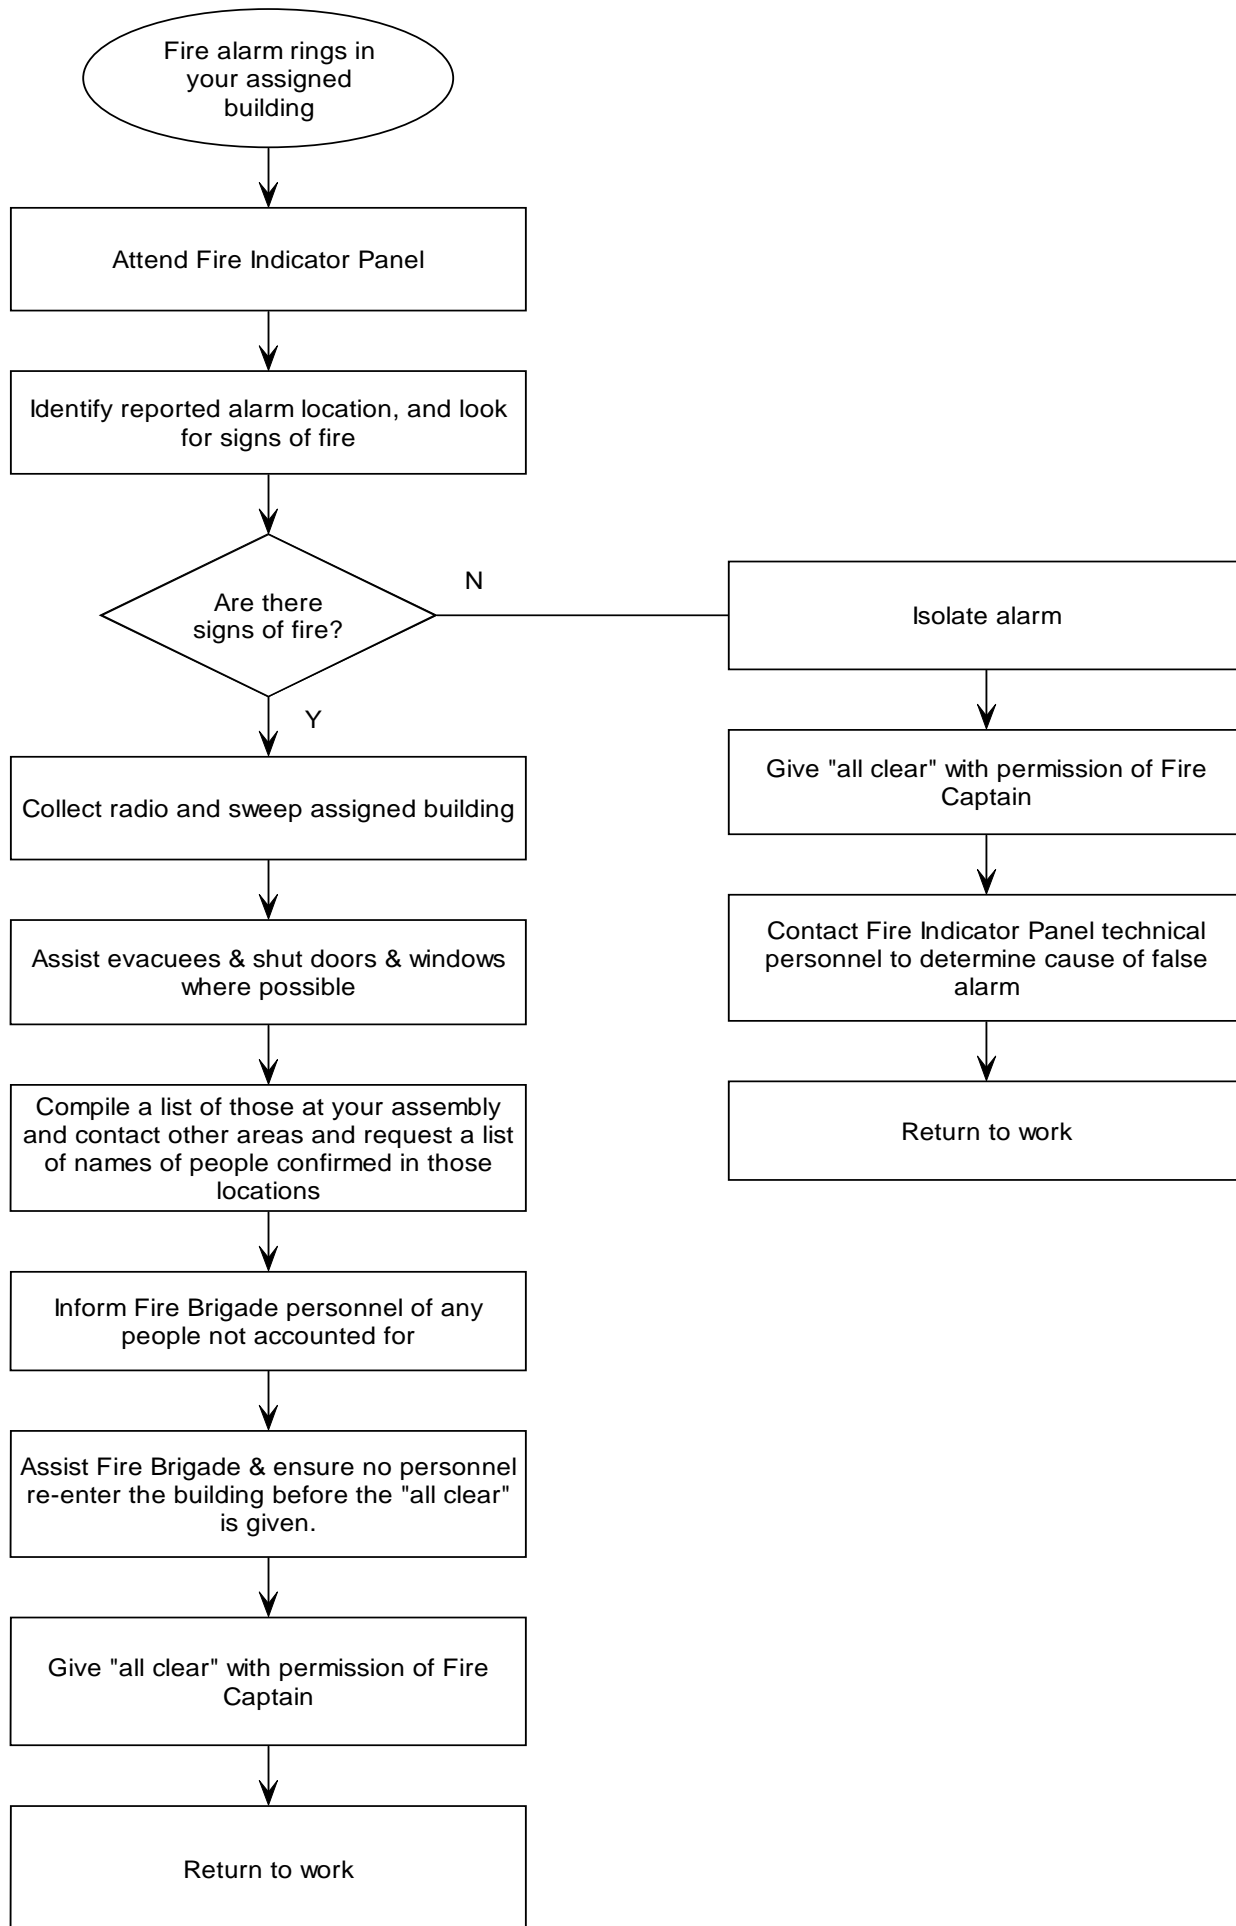 Fire alarm rings in
your assigned
building
Attend Fire Indicator Panel
Identify reported alarm location, and look
for signs of fire
Are there
signs of fire?
N
Y
Isolate alarm
Give "all clear" with permission of Fire
Captain
Contact Fire Indicator Panel technical
personnel to determine cause of false
alarm
Return to work
Collect radio and sweep assigned building
Assist evacuees & shut doors & windows
where possible
Compile a list of those at your assembly
and contact other areas and request a list
of names of people confirmed in those
locations
Inform Fire Brigade personnel of any
people not accounted for
Assist Fire Brigade & ensure no personnel
re-enter the building before the "all clear"
is given.
Give "all clear" with permission of Fire
Captain
Return to work